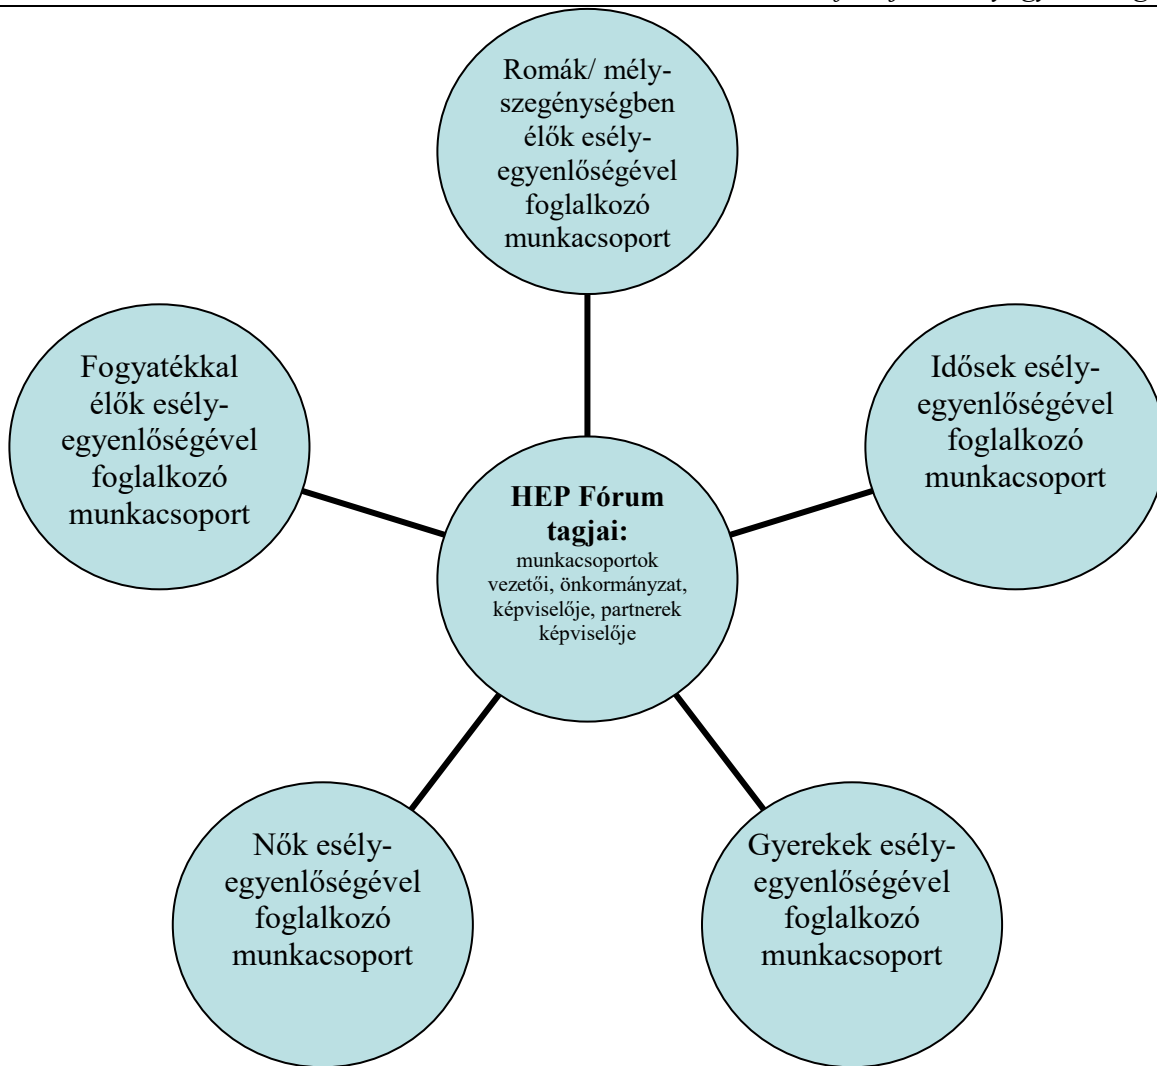 Romák/ mély-
szegénységben
élők esély-
egyenlőségével
foglalkozó
munkacsoport
Fogyatékkal
élők esély-
egyenlőségével
foglalkozó
munkacsoport
Idősek esély-
egyenlőségével
foglalkozó
munkacsoport
HEP Fórum
tagjai:
munkacsoportok
vezetői, önkormányzat,
képviselője, partnerek
képviselője
Nők esély-
egyenlőségével
foglalkozó
munkacsoport
Gyerekek esély-
egyenlőségével
foglalkozó
munkacsoport